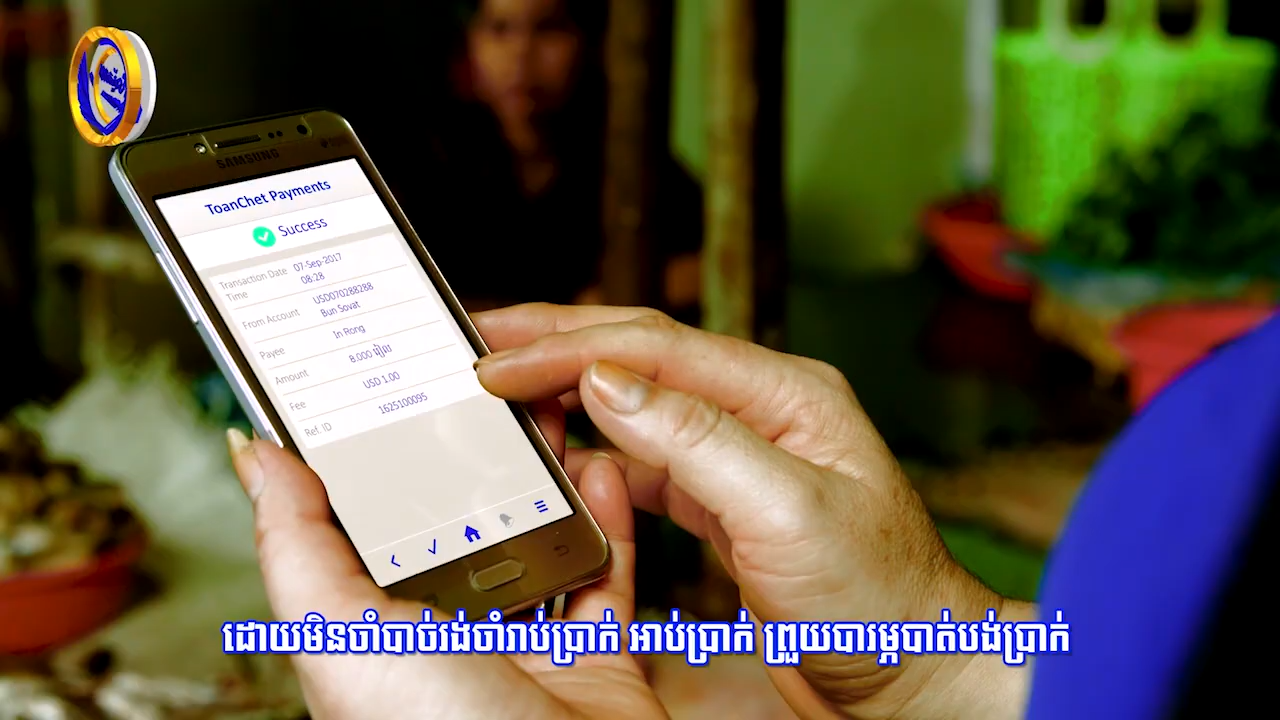 SAMSUNG
ToanChet Payments
Success
Transaction Date Time 07-Sep-2017 08:28
From Account USD070288288 Bun Sovat
Payee In Rong
Amount 8.000 រៀល
Fee USD 1.00
Ref. ID 1625100095
ដោយមិនចាំបាច់រង់ចាំរាប់ប្រាក់ អាប់ប្រាក់ ព្រួយបារម្ភបាត់បង់ប្រាក់